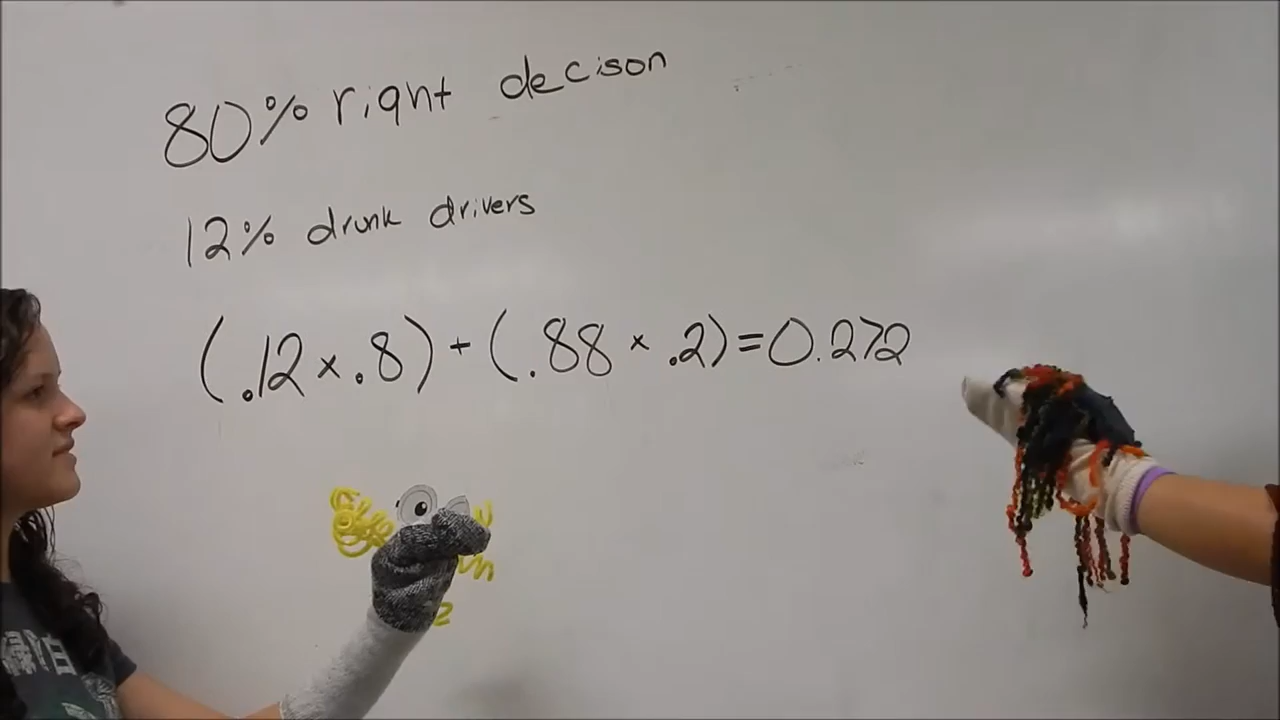 80% right decison
12% drunk drivers
(.12 × .8) + (.88 × .2) = 0.272